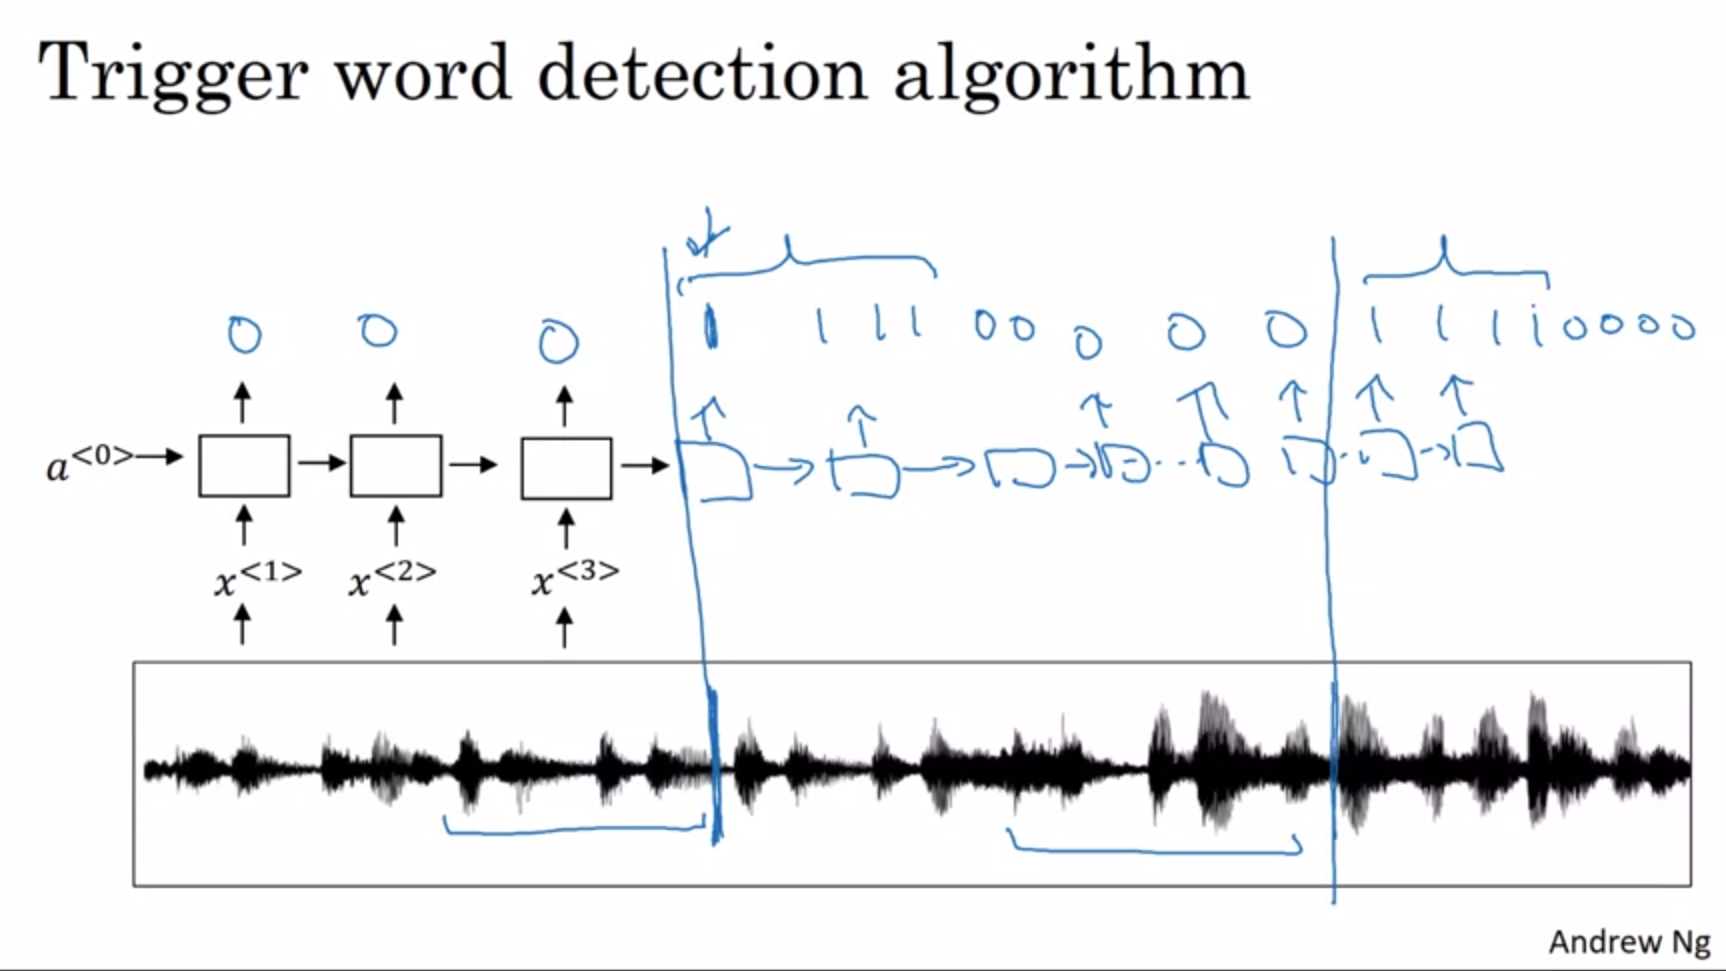 Trigger word detection algorithm
0 0 0 1 1 1 1 0 0 0 0 0 1 1 1 1 0 0 0 0
a<0>
x<1> x<2> x<3>
Andrew Ng